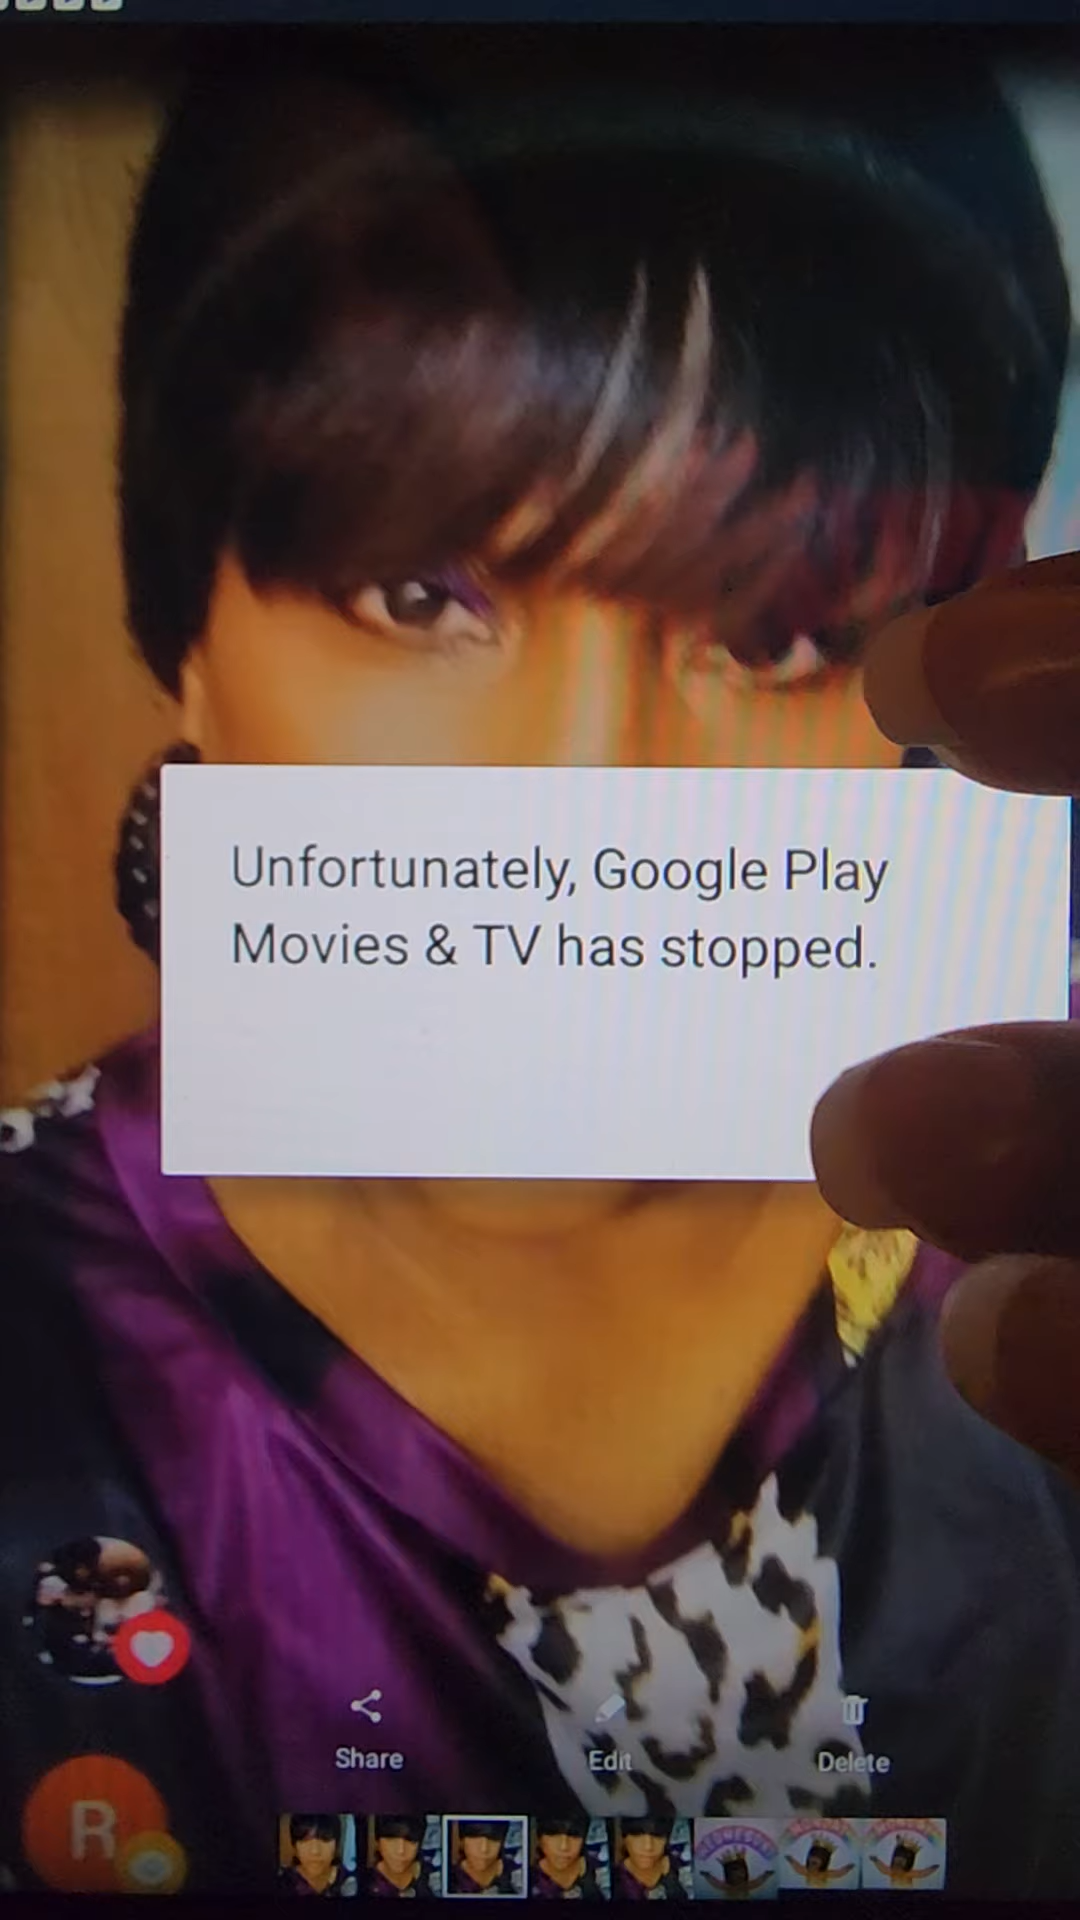 Unfortunately, Google Play
Movies & TV has stopped.
Share
Edit
Delete
R